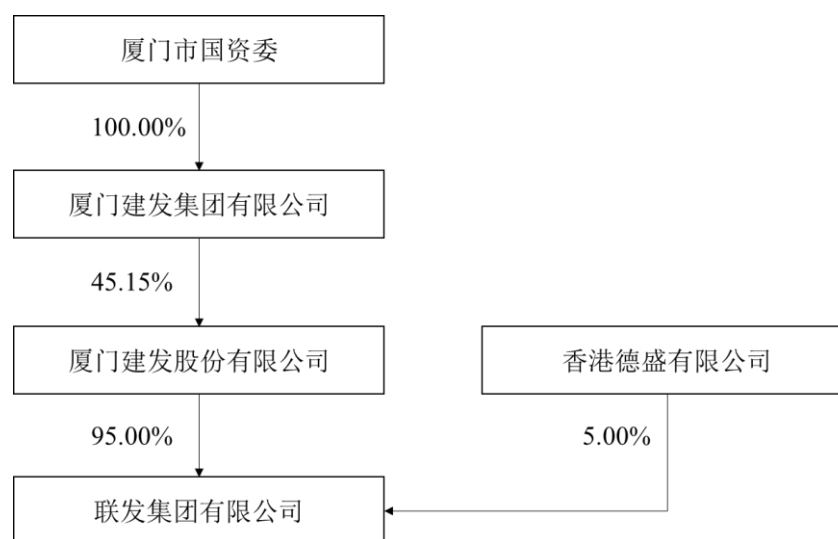 厦门市国资委
100.00%
厦门建发集团有限公司
45.15%
厦门建发股份有限公司
香港德盛有限公司
95.00%
5.00%
联发集团有限公司